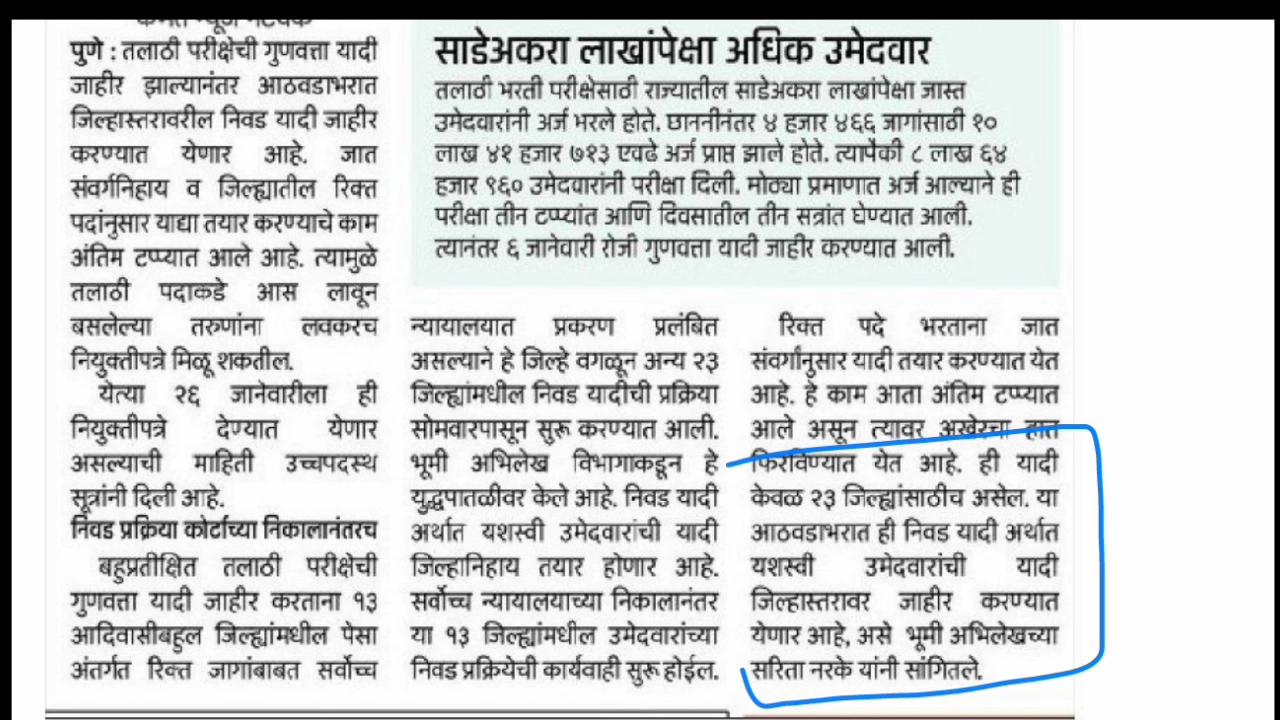 पुणे : तलाठी परीक्षेची गुणवत्ता यादी
जाहीर झाल्यानंतर आठवडाभरात
जिल्हास्तरावरील निवड यादी जाहीर
करण्यात येणार आहे. जात
संवर्गनिहाय व जिल्ह्यातील रिक्त
पदांनुसार याद्या तयार करण्याचे काम
अंतिम टप्प्यात आले आहे. त्यामुळे
तलाठी पदाकडे आस लावून
बसलेल्या तरुणांना लवकरच
नियुक्तीपत्रे मिळू शकतील.
येत्या २६ जानेवारीला ही
नियुक्तीपत्रे देण्यात येणार
असल्याची माहिती उच्चपदस्थ
सूत्रांनी दिली आहे.
निवड प्रक्रिया कोर्टाच्या निकालानंतरच
बहुप्रतीक्षित तलाठी परीक्षेची
गुणवत्ता यादी जाहीर करताना १३
आदिवासीबहुल जिल्ह्यांमधील पेसा
अंतर्गत रिक्त जागांबाबत सर्वोच्च
साडेअकरा लाखांपेक्षा अधिक उमेदवार
तलाठी भरती परीक्षेसाठी राज्यातील साडेअकरा लाखांपेक्षा जास्त
उमेदवारांनी अर्ज भरले होते. छाननीनंतर ४ हजार ४६६ जागांसाठी १०
लाख ४१ हजार ७१३ एवढे अर्ज प्राप्त झाले होते. त्यापैकी ८ लाख ६४
हजार ९६० उमेदवारांनी परीक्षा दिली. मोठ्या प्रमाणात अर्ज आल्याने ही
परीक्षा तीन टप्प्यांत आणि दिवसातील तीन सत्रांत घेण्यात आली.
त्यानंतर ६ जानेवारी रोजी गुणवत्ता यादी जाहीर करण्यात आली.
न्यायालयात प्रकरण प्रलंबित
असल्याने हे जिल्हे वगळून अन्य २३
जिल्ह्यांमधील निवड यादीची प्रक्रिया
सोमवारपासून सुरू करण्यात आली.
भूमी अभिलेख विभागाकडून हे
युद्धपातळीवर केले आहे. निवड यादी
अर्थात यशस्वी उमेदवारांची यादी
जिल्हानिहाय तयार होणार आहे.
सर्वोच्च न्यायालयाच्या निकालानंतर
या १३ जिल्ह्यांमधील उमेदवारांच्या
निवड प्रक्रियेची कार्यवाही सुरू होईल.
रिक्त पदे भरताना जात
संवर्गांनुसार यादी तयार करण्यात येत
आहे. हे काम आता अंतिम टप्प्यात
आले असून त्यावर अखेरचा हात
फिरविण्यात येत आहे. ही यादी
केवळ २३ जिल्ह्यांसाठीच असेल. या
आठवडाभरात ही निवड यादी अर्थात
यशस्वी उमेदवारांची यादी
जिल्हास्तरावर जाहीर करण्यात
येणार आहे, असे भूमी अभिलेखच्या
सरिता नरके यांनी सांगितले.